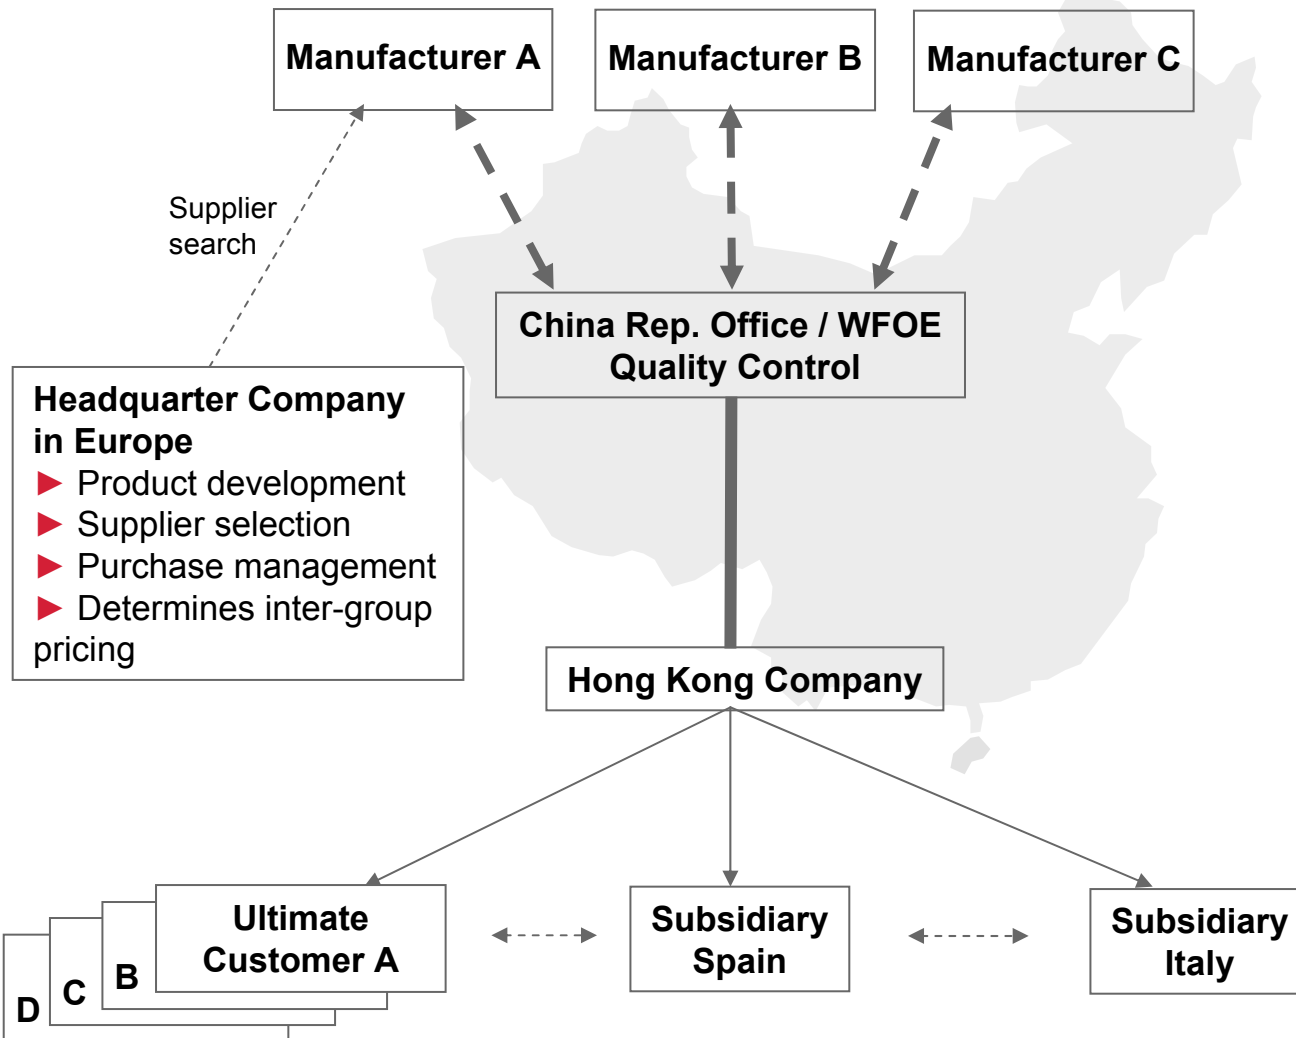 Manufacturer A
Manufacturer B
Manufacturer C
Supplier
search
China Rep. Office / WFOE
Quality Control
Headquarter Company
in Europe
► Product development
► Supplier selection
► Purchase management
► Determines inter-group
pricing
Hong Kong Company
Ultimate
Customer A
B
C
D
Subsidiary
Spain
Subsidiary
Italy